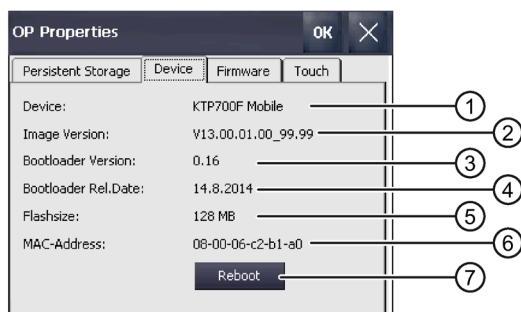 OP Properties OK
Persistent Storage Device Firmware Touch
Device: KTP700F Mobile 1
Image Version: V13.00.01.00_99.99 2
Bootloader Version: 0.16 3
Bootloader Rel.Date: 14.8.2014 4
Flashsize: 128 MB 5
MAC-Address: 08-00-06-c2-b1-a0 6
Reboot 7